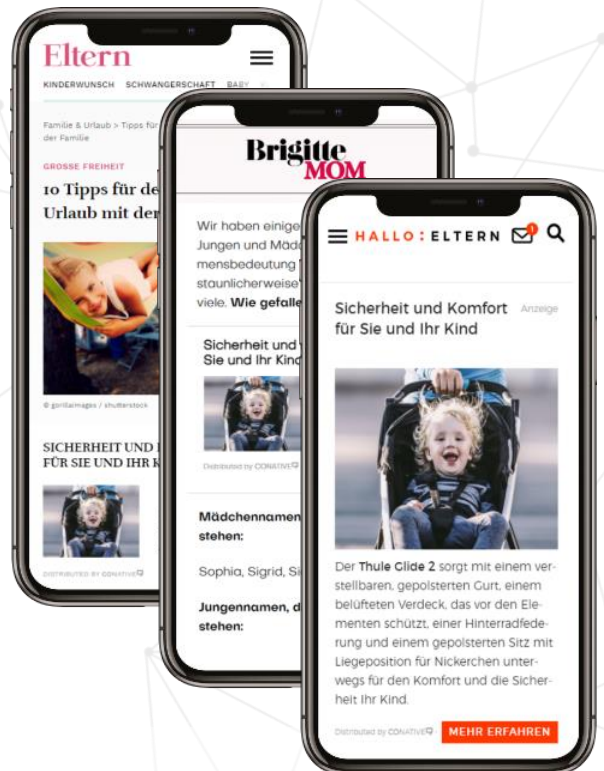 Eltern
KINDERWUNSCH SCHWANGERSCHAFT BABY
Familie & Urlaub > Tipps für
der Familie
GROSSE FREIHEIT
10 Tipps für de
Urlaub mit der
© gorillaimages / shutterstock
SICHERHEIT UND
FÜR SIE UND IHR K
DISTRIBUTED BY CONATIVE
Brigitte
MOM
Wir haben einige
Jungen und Mädc
mensbedeutung
staunlicherweise
viele. Wie gefalle
Sicherheit und
Sie und Ihr Kind
Distributed by CONATIVE
Mädchennamen
stehen:
Sophia, Sigrid, Si
Jungennamen, d
stehen:
HALLO:ELTERN 1
Sicherheit und Komfort Anzeige
für Sie und Ihr Kind
Der Thule Glide 2 sorgt mit einem ver-
stellbaren, gepolsterten Gurt, einem
belüfteten Verdeck, das vor den Ele-
menten schützt, einer Hinterradfede-
rung und einem gepolsterten Sitz mit
Liegeposition für Nickerchen unter-
wegs für den Komfort und die Sicher-
heit Ihr Kind.
Distributed by CONATIVE MEHR ERFAHREN